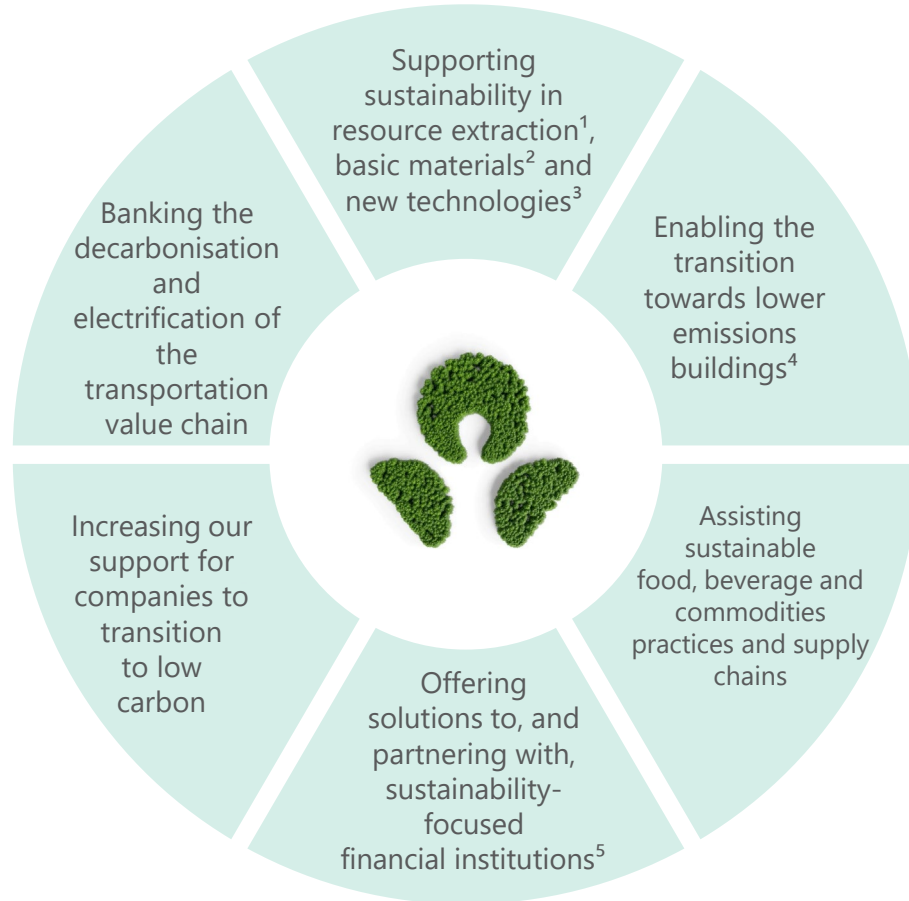 Supporting
sustainability in
resource extraction¹,
basic materials² and
new technologies³
Enabling the
transition
towards lower
emissions
buildings⁴
Assisting
sustainable
food, beverage and
commodities
practices and supply
chains
Offering
solutions to, and
partnering with,
sustainability-
focused
financial institutions⁵
Increasing our
support for
companies to
transition
to low
carbon
Banking the
decarbonisation
and
electrification of
the
transportation
value chain